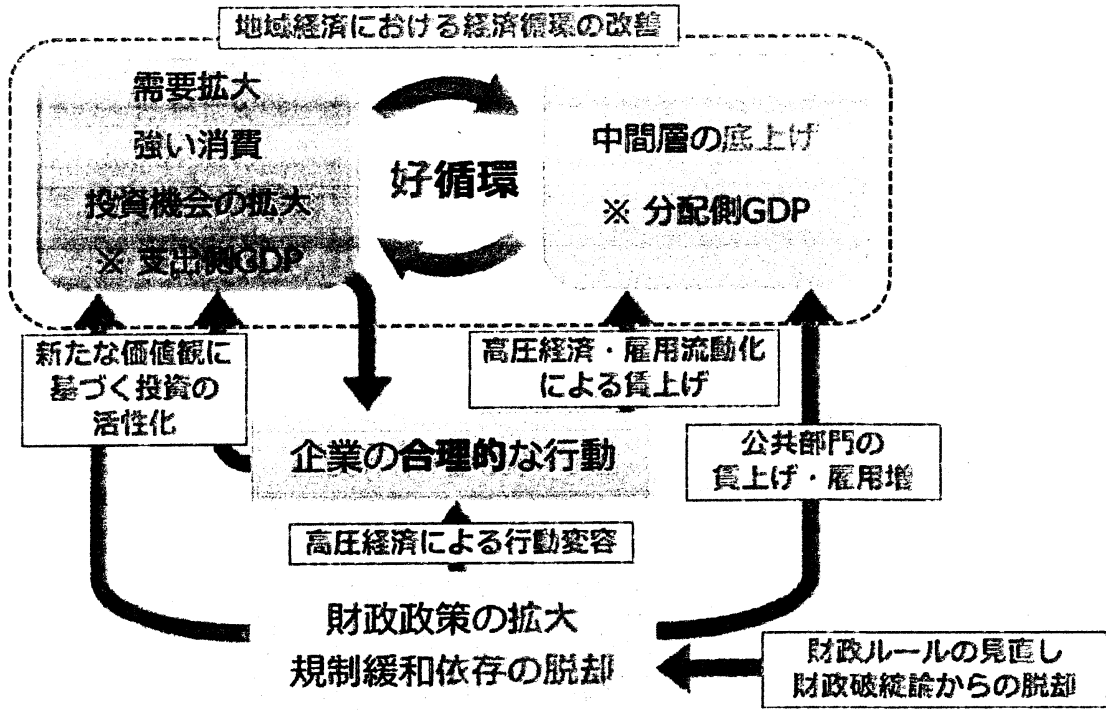 地域経済における経済循環の改善
需要拡大
強い消費
投資機会の拡大
※ 支出側GDP
好循環
中間層の底上げ
※ 分配側GDP
新たな価値観に
基づく投資の
活性化
高圧経済・雇用流動化
による賃上げ
企業の合理的な行動
公共部門の
賃上げ・雇用増
高圧経済による行動変容
財政政策の拡大
規制緩和依存の脱却
財政ルールの見直し
財政破綻論からの脱却